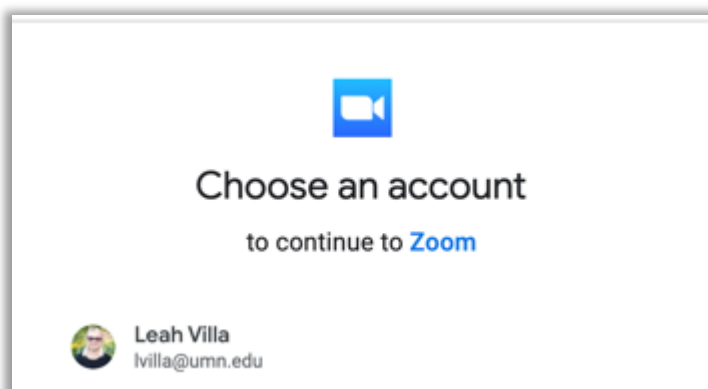 Choose an account
to continue to Zoom
Leah Villa
lvilla@umn.edu